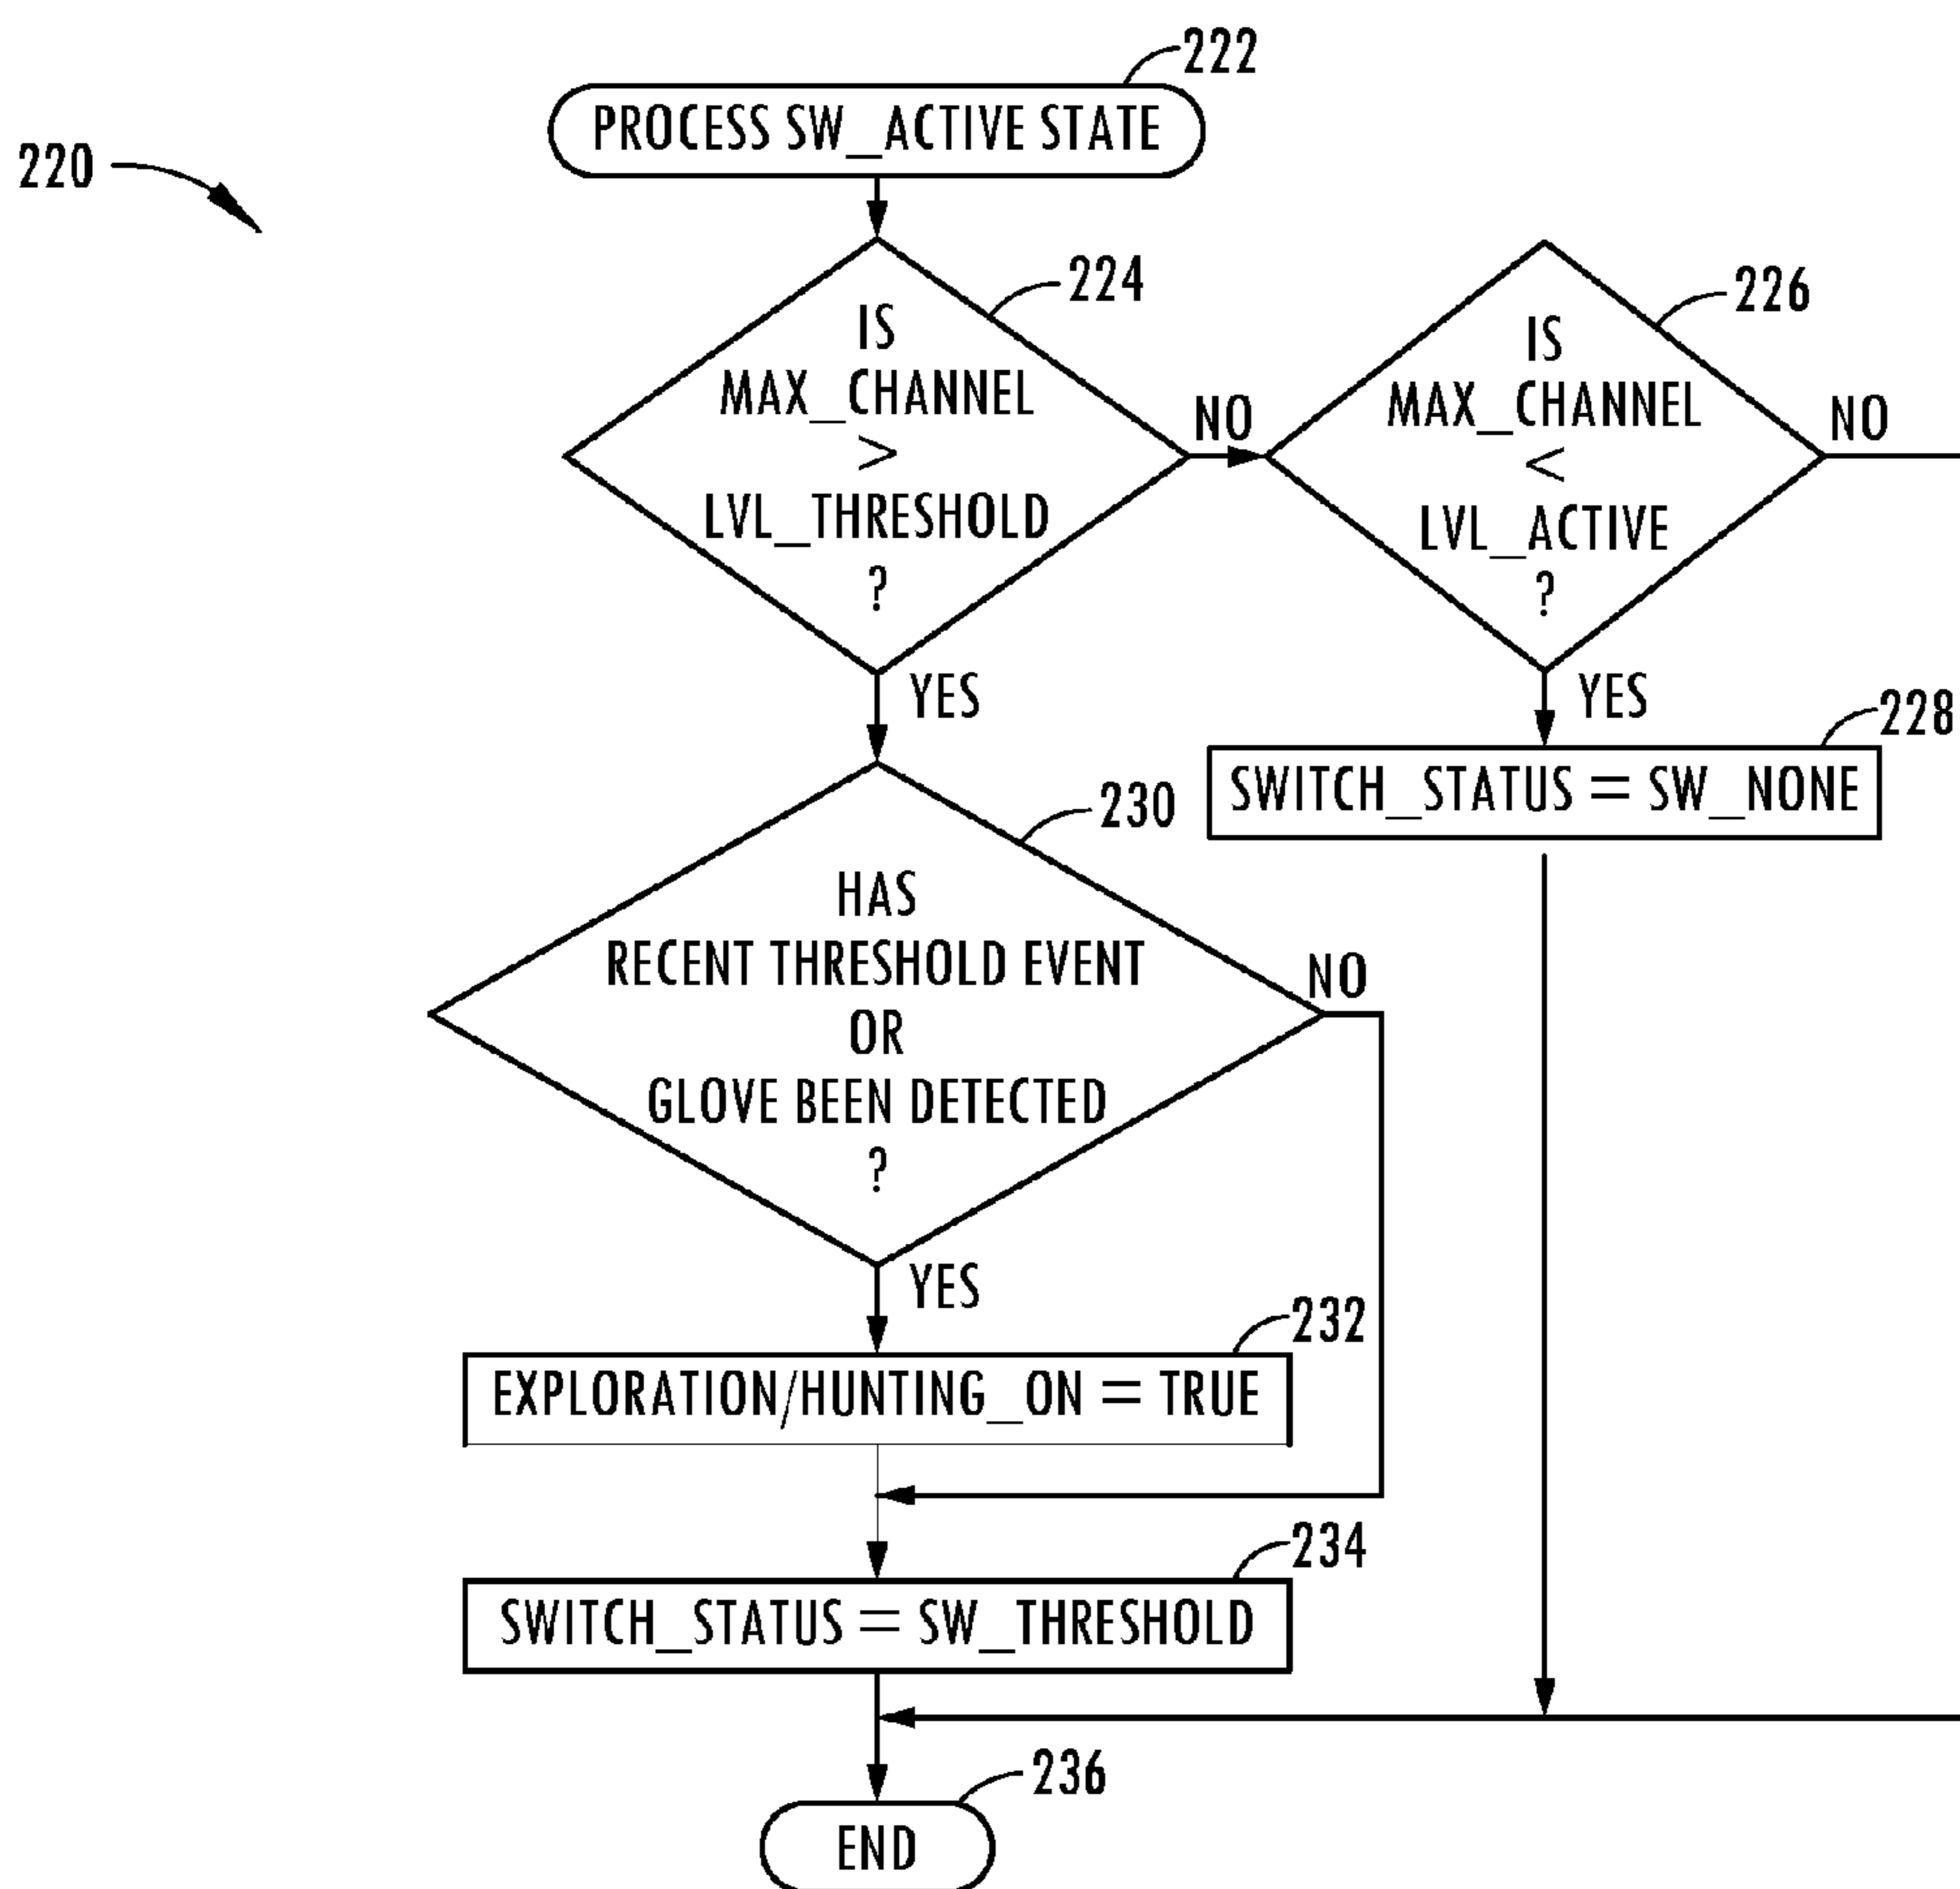 222
PROCESS SW_ACTIVE STATE
220
224
IS
MAX_CHANNEL
>
LVL_THRESHOLD
?
NO
226
IS
MAX_CHANNEL
<
LVL_ACTIVE
?
NO
YES
YES
228
SWITCH_STATUS = SW_NONE
230
HAS
RECENT THRESHOLD EVENT
OR
GLOVE BEEN DETECTED
?
NO
YES
232
EXPLORATION/HUNTING_ON = TRUE
234
SWITCH_STATUS = SW_THRESHOLD
236
END